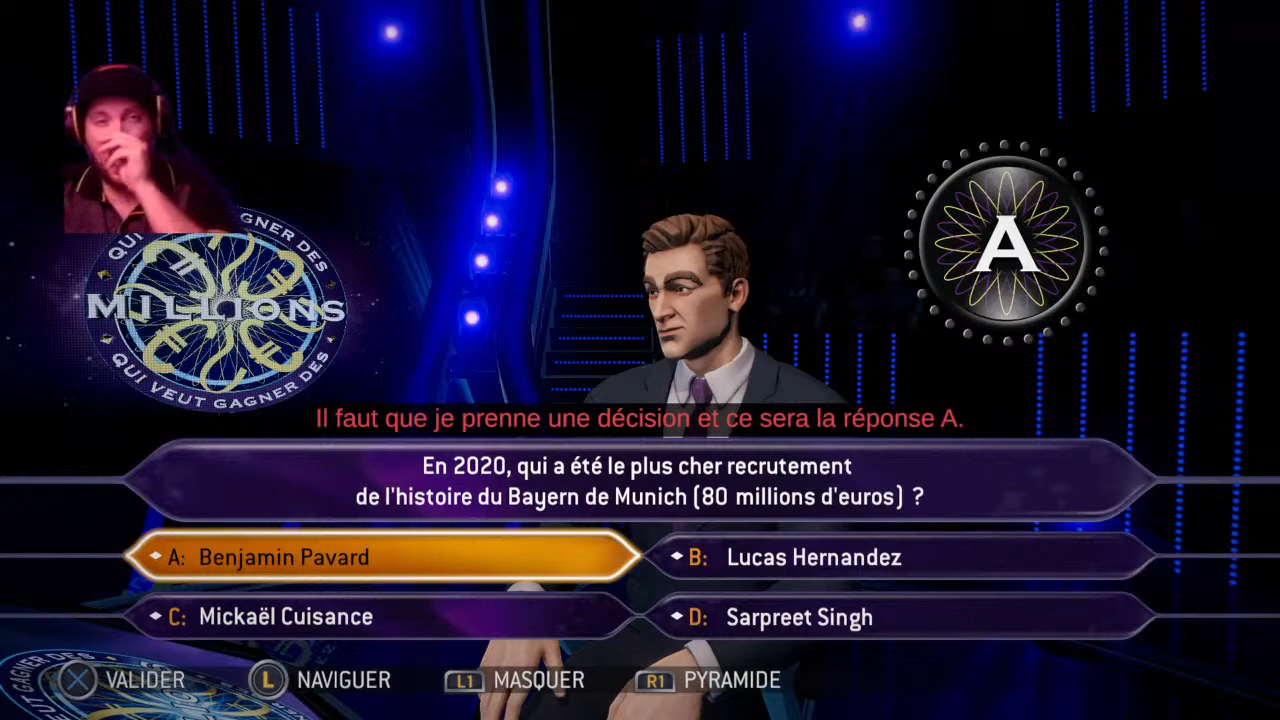 QUI VEUT GAGNER DES
MILLIONS
QUI VEUT GAGNER DES
A
Il faut que je prenne une décision et ce sera la réponse A.
En 2020, qui a été le plus cher recrutement
de l'histoire du Bayern de Munich (80 millions d'euros) ?
A: Benjamin Pavard
B: Lucas Hernandez
C: Mickaël Cuisance
D: Sarpreet Singh
VALIDER
L NAVIGUER
L1 MASQUER
R1 PYRAMIDE
GAGNER DES